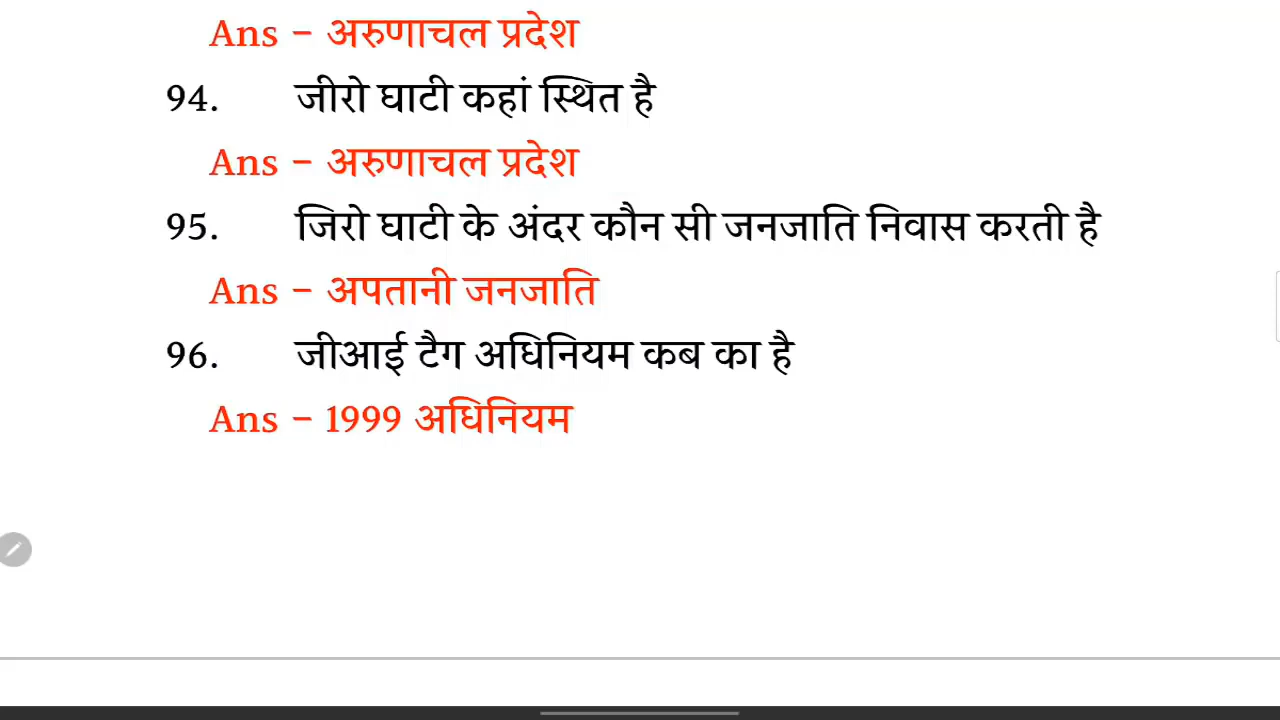 Ans – अरुणाचल प्रदेश
94. जीरो घाटी कहां स्थित है
Ans – अरुणाचल प्रदेश
95. जिरो घाटी के अंदर कौन सी जनजाति निवास करती है
Ans – अपतानी जनजाति
96. जीआई टैग अधिनियम कब का है
Ans – 1999 अधिनियम